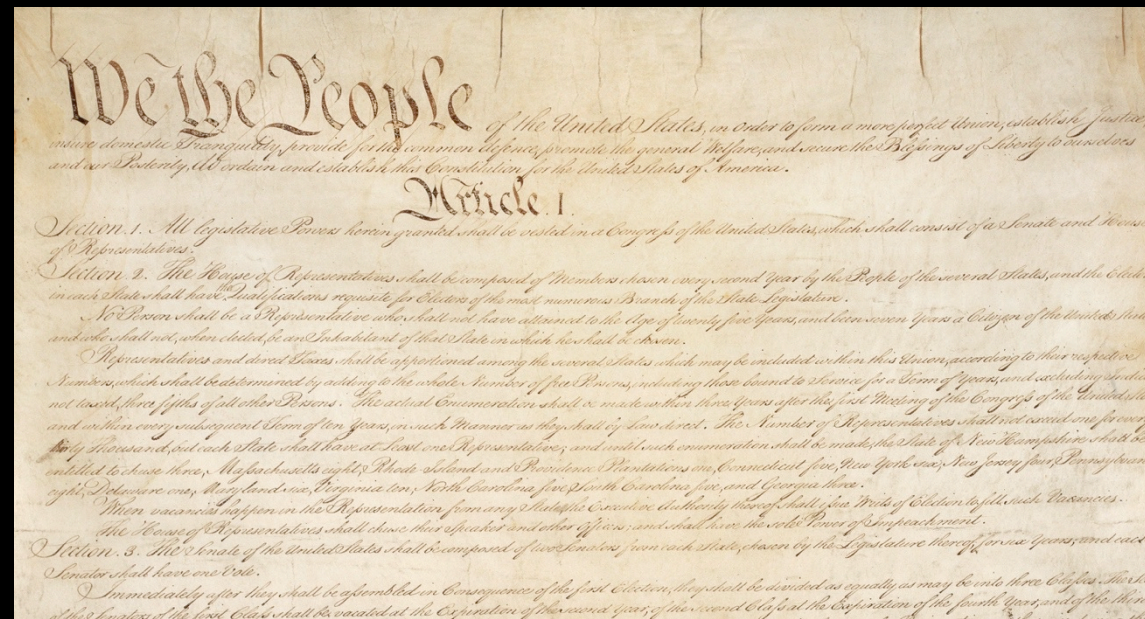 We the People of the United States, in Order to form a more perfect Union, establish Justice,
insure domestic Tranquility, provide for the common defence, promote the general Welfare, and secure the Blessings of Liberty to ourselves
and our Posterity, do ordain and establish this Constitution for the United States of America.
Article. I.
Section. 1. All legislative Powers herein granted shall be vested in a Congress of the United States, which shall consist of a Senate and House
of Representatives.
Section. 2. The House of Representatives shall be composed of Members chosen every second Year by the People of the several States, and the
in each State shall have the Qualifications requisite for Electors of the most numerous Branch of the State Legislature.
No Person shall be a Representative who shall not have attained to the Age of twenty five Years, and been seven Years a Citizen of the United
and who shall not, when elected, be an Inhabitant of that State in which he shall be chosen.
Representatives and direct Taxes shall be apportioned among the several States which may be included within this Union, according to their respective
Numbers, which shall be determined by adding to the whole Number of free Persons, including those bound to Service for a Term of Years, and excluding
not taxed, three fifths of all other Persons. The actual Enumeration shall be made within three Years after the first Meeting of the Congress of the United
and within every subsequent Term of ten Years, in such Manner as they shall by Law direct. The Number of Representatives shall not exceed one for
thirty Thousand, but each State shall have at Least one Representative; and until such enumeration shall be made, the State of New Hampshire shall be
entitled to chuse three, Massachusetts eight, Rhode Island and Providence Plantations one, Connecticut five, New York six, New Jersey four,
eight, Delaware one, Maryland six, Virginia ten, North Carolina five, South Carolina five, and Georgia three.
When vacancies happen in the Representation from any State, the Executive Authority thereof shall issue Writs of Election to fill such Vacancies.
The House of Representatives shall chuse their Speaker and other Officers; and shall have the sole Power of Impeachment.
Section. 3. The Senate of the United States shall be composed of two Senators from each State, chosen by the Legislature thereof, for six Years; and each
Senator shall have one Vote.
Immediately after they shall be assembled in Consequence of the first Election, they shall be divided as equally as may be into three Classes. The
of the Senators of the first Class shall be vacated at the Expiration of the second Year, of the second Class at the Expiration of the fourth Year, and of the third